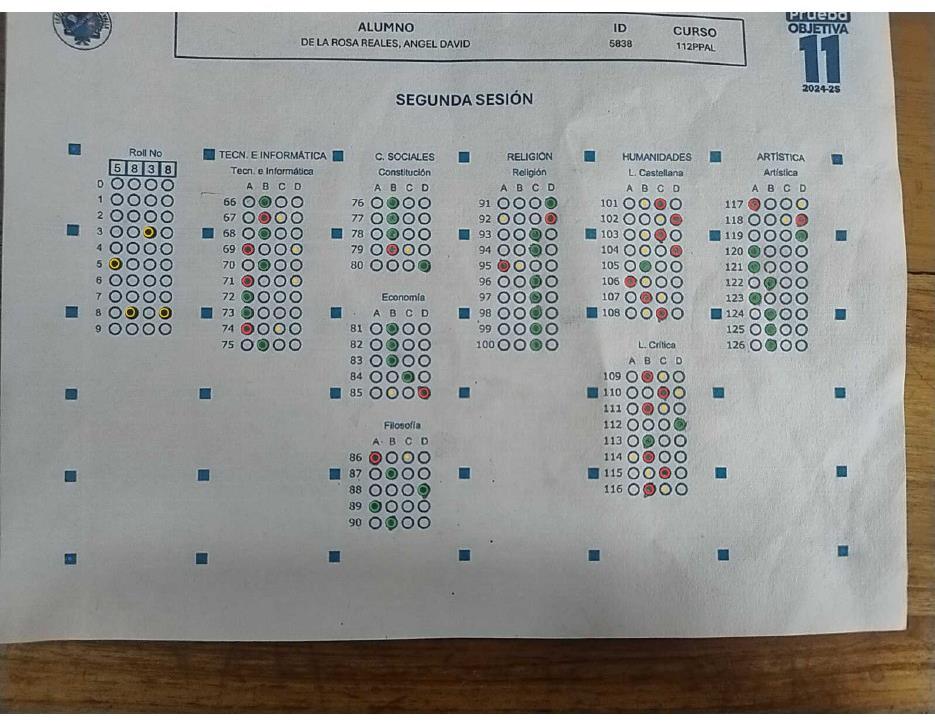 ALUMNO
DE LA ROSA REALES, ANGEL DAVID
ID
5838
CURSO
112PPAL
Prueba
OBJETIVA
11
2024-25
SEGUNDA SESIÓN
Roll No
5 8 3 8
0
1
2
3
4
5
6
7
8
9
TECN. E INFORMÁTICA
Tecn. e Informática
A B C D
66
67
68
69
70
71
72
73
74
75
C. SOCIALES
Constitución
A B C D
76
77
78
79
80
Economía
A B C D
81
82
83
84
85
Filosofía
A B C D
86
87
88
89
90
RELIGIÓN
Religión
A B C D
91
92
93
94
95
96
97
98
99
100
HUMANIDADES
L. Castellana
A B C D
101
102
103
104
105
106
107
108
L. Crítica
A B C D
109
110
111
112
113
114
115
116
ARTÍSTICA
Artística
A B C D
117
118
119
120
121
122
123
124
125
126